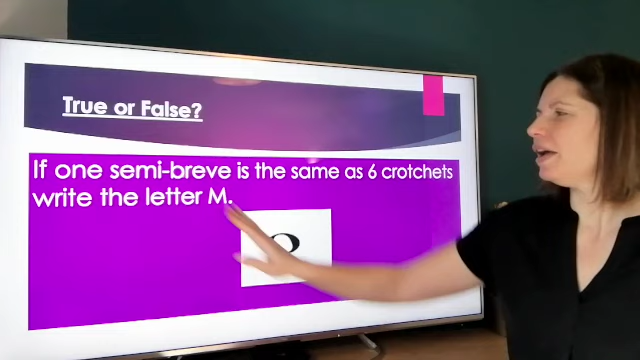 True or False?
If one semi-breve is the same as 6 crotchets
write the letter M.